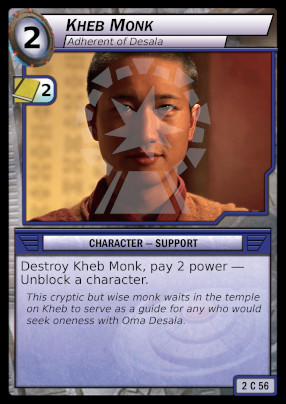 2
KHEB MONK
Adherent of Desala
2
CHARACTER – SUPPORT
Destroy Kheb Monk, pay 2 power —
Unblock a character.
This cryptic but wise monk waits in the temple
on Kheb to serve as a guide for any who would
seek oneness with Oma Desala.
2 C 56